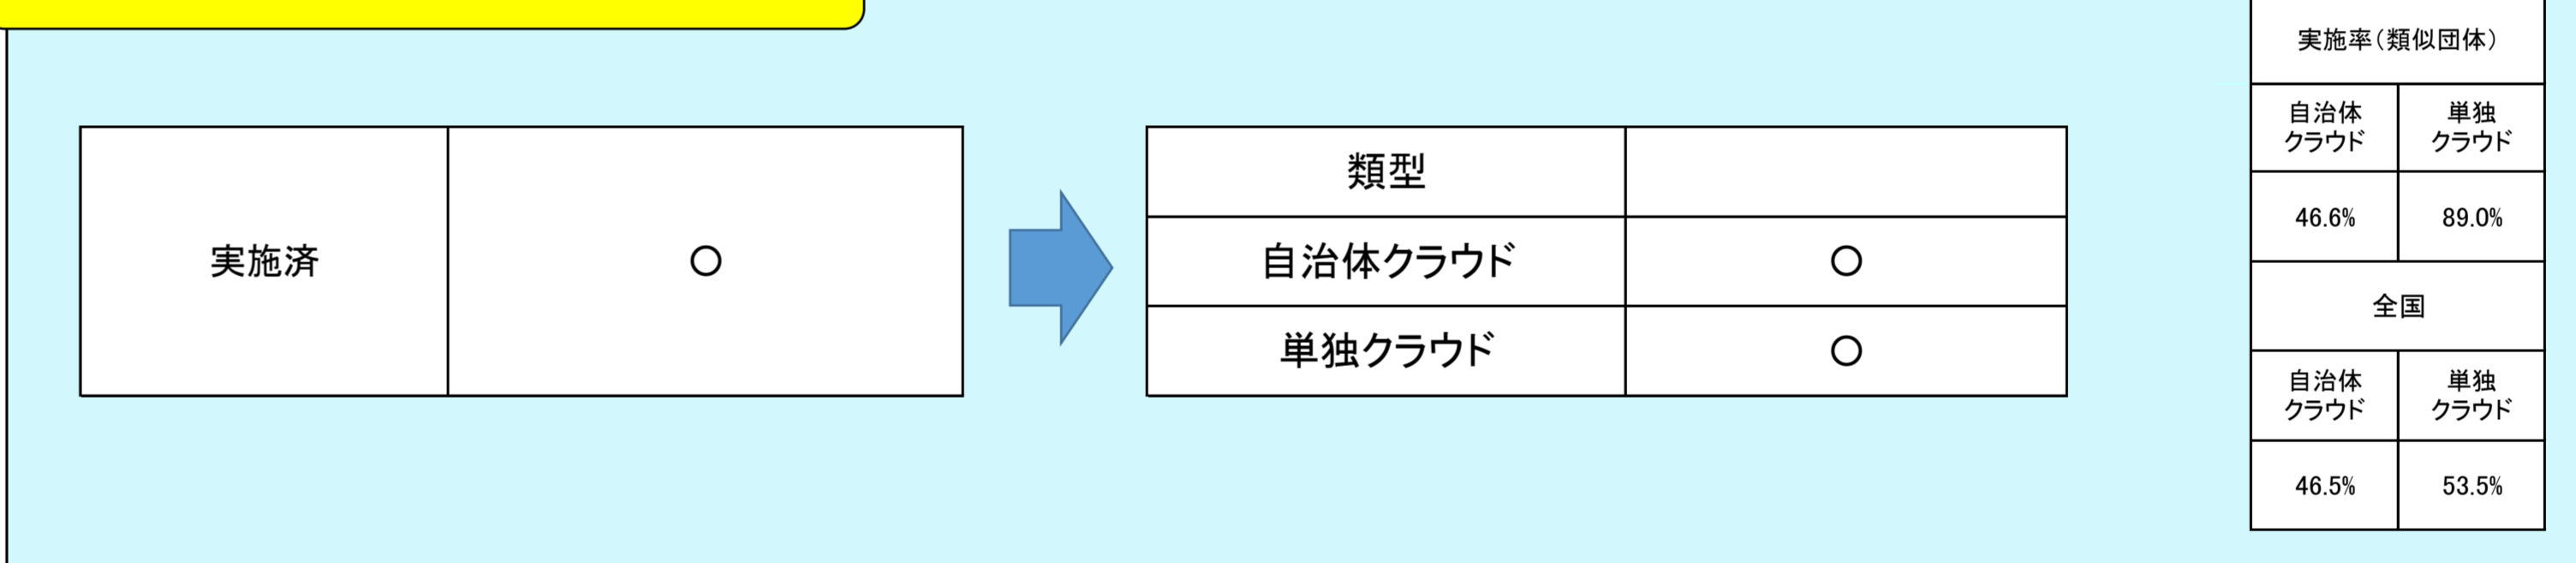 実施済
○
類型
自治体クラウド
○
単独クラウド
○
実施率(類似団体)
自治体
クラウド
単独
クラウド
46.6%
89.0%
全国
自治体
クラウド
単独
クラウド
46.5%
53.5%